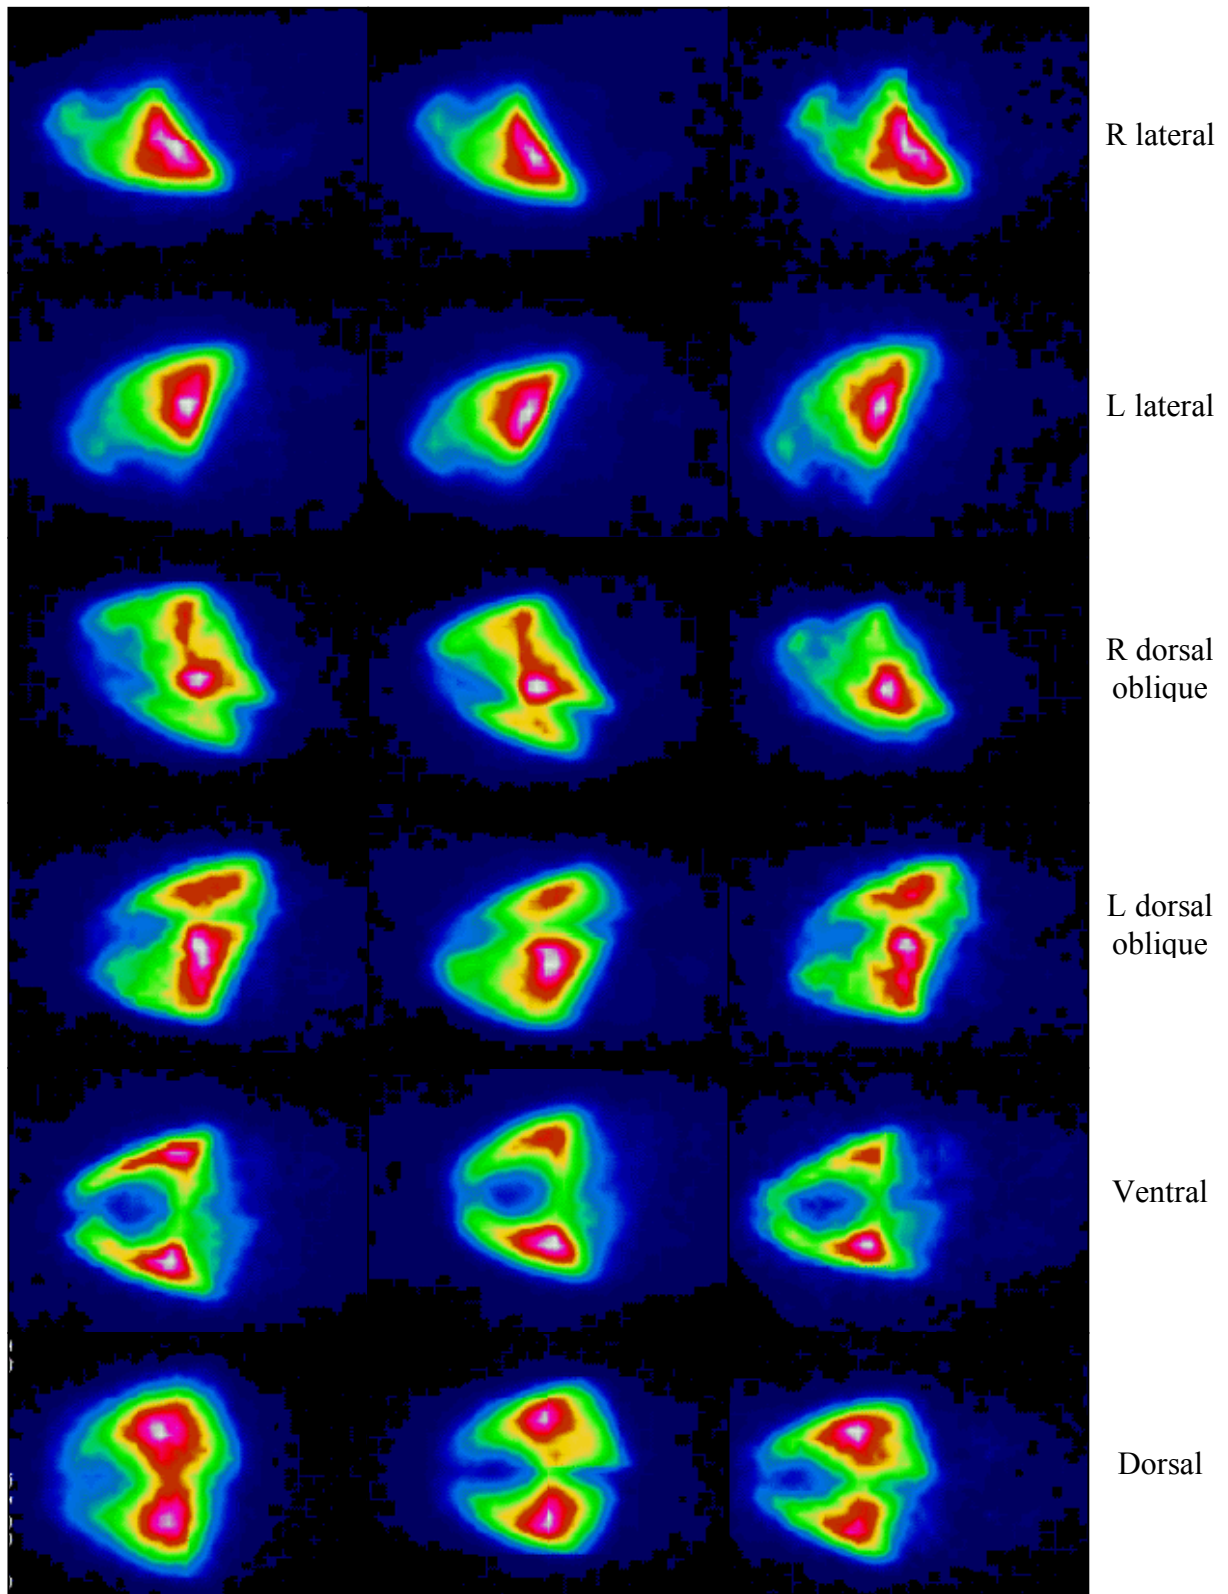 R lateral
L lateral
R dorsal
oblique
L dorsal
oblique
Ventral
Dorsal